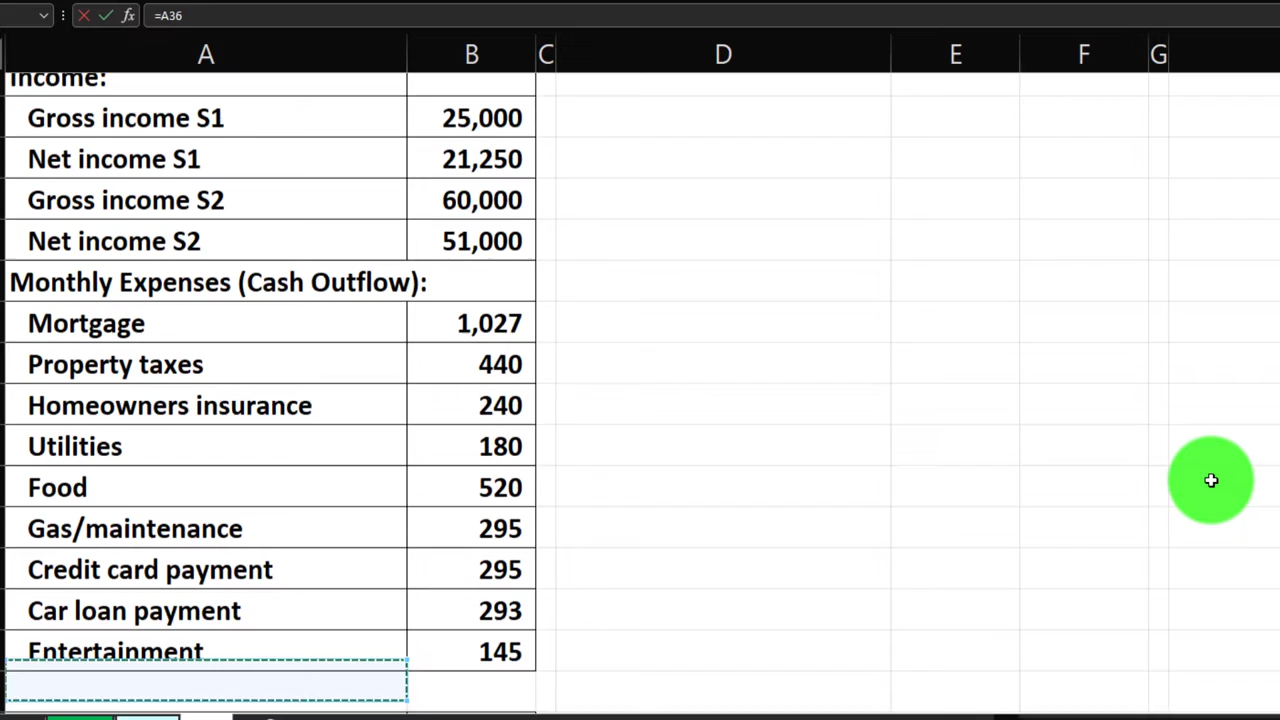 fx =A36
A B C D E F G
Income:
Gross income S1 25,000
Net income S1 21,250
Gross income S2 60,000
Net income S2 51,000
Monthly Expenses (Cash Outflow):
Mortgage 1,027
Property taxes 440
Homeowners insurance 240
Utilities 180
Food 520
Gas/maintenance 295
Credit card payment 295
Car loan payment 293
Entertainment 145